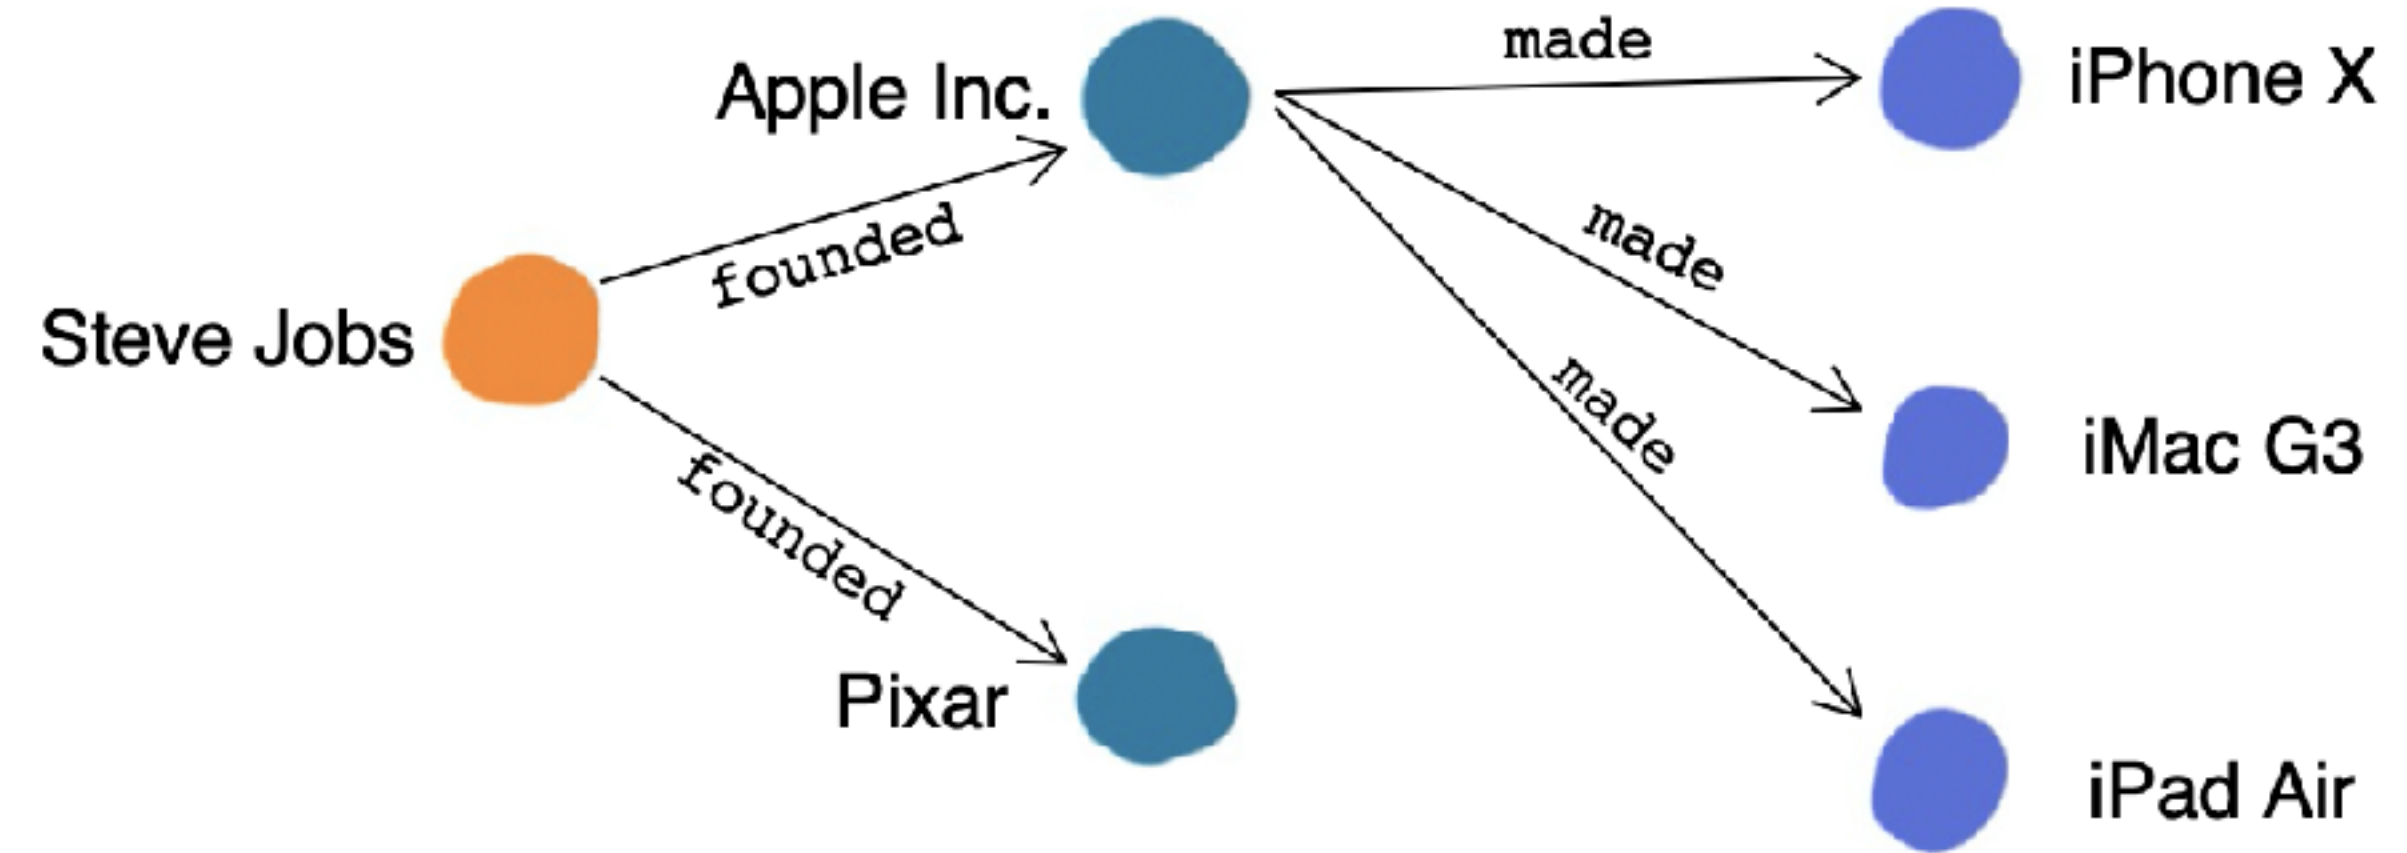 made
iPhone X
Apple Inc.
founded
made
Steve Jobs
made
iMac G3
founded
Pixar
iPad Air